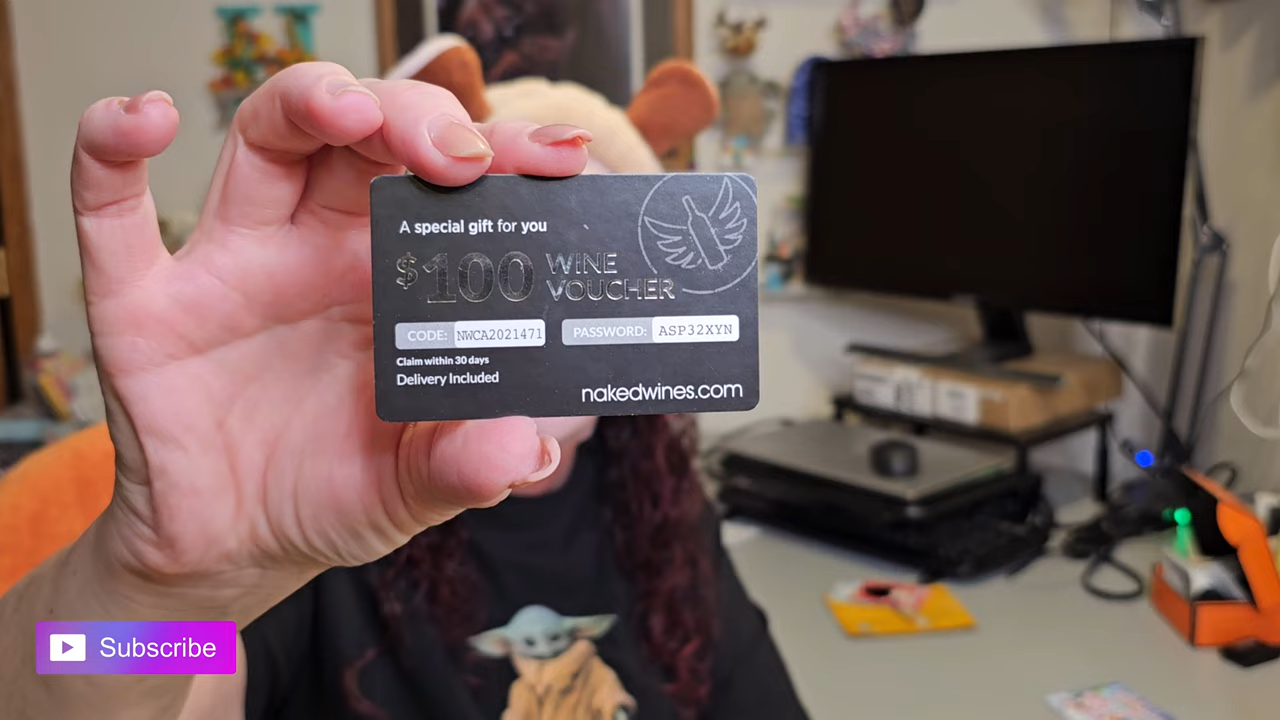 A special gift for you
$100 WINE
VOUCHER
CODE: NWCA2021471 PASSWORD: ASP32XYN
Claim within 30 days
Delivery Included
nakedwines.com
Subscribe